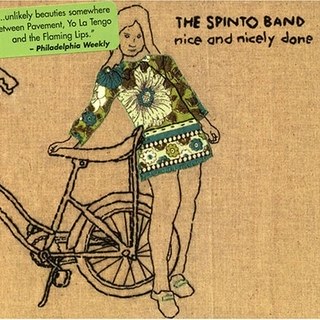 ...unlikely beauties somewhere
between Pavement, Yo La Tengo
and the Flaming Lips."
– Philadelphia Weekly
THE SPINTO BAND
nice and nicely done